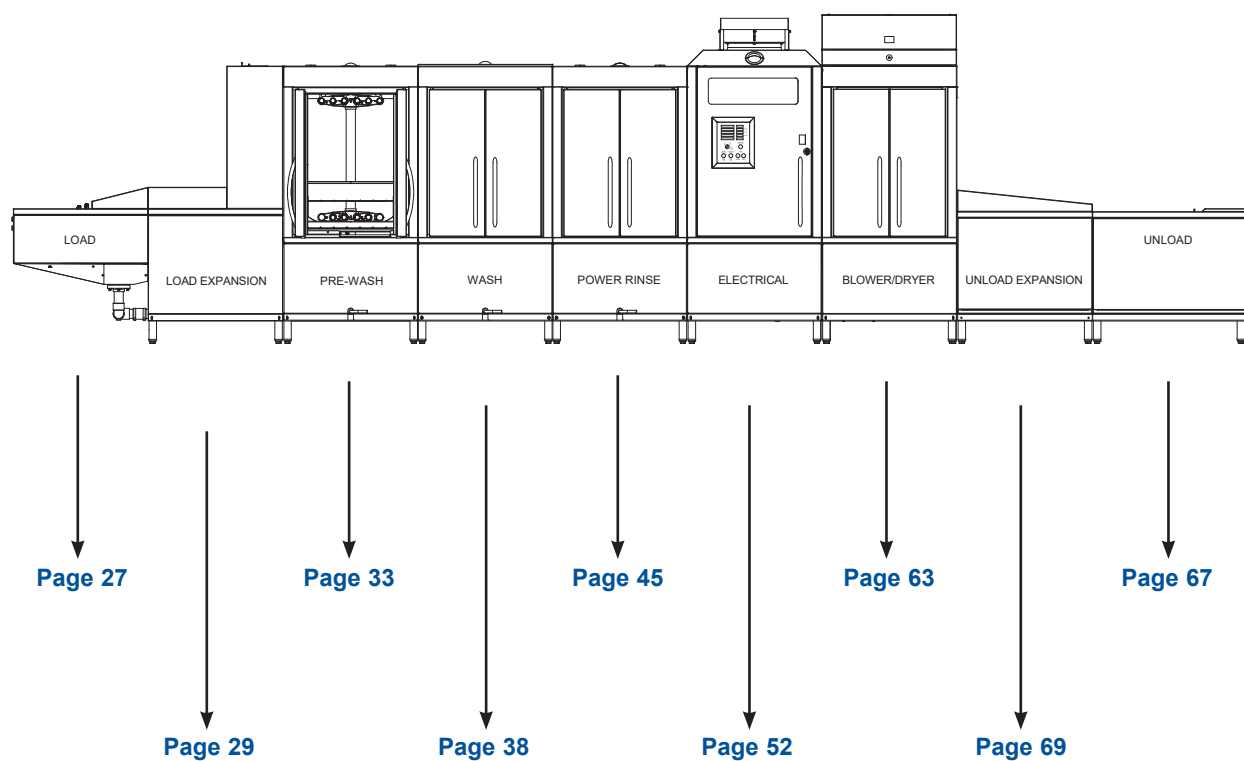 LOAD
LOAD EXPANSION
PRE-WASH
WASH
POWER RINSE
ELECTRICAL
BLOWER/DRYER
UNLOAD EXPANSION
UNLOAD
Page 27
Page 33
Page 45
Page 63
Page 67
Page 29
Page 38
Page 52
Page 69